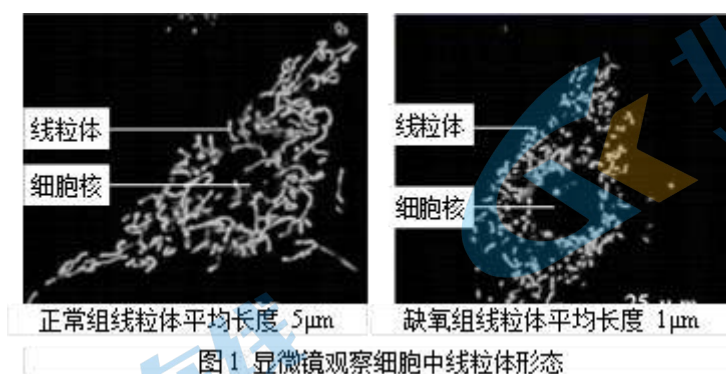 线粒体
细胞核
线粒体
细胞核
正常组线粒体平均长度 5μm
缺氧组线粒体平均长度 1μm
图1 显微镜观察细胞中线粒体形态